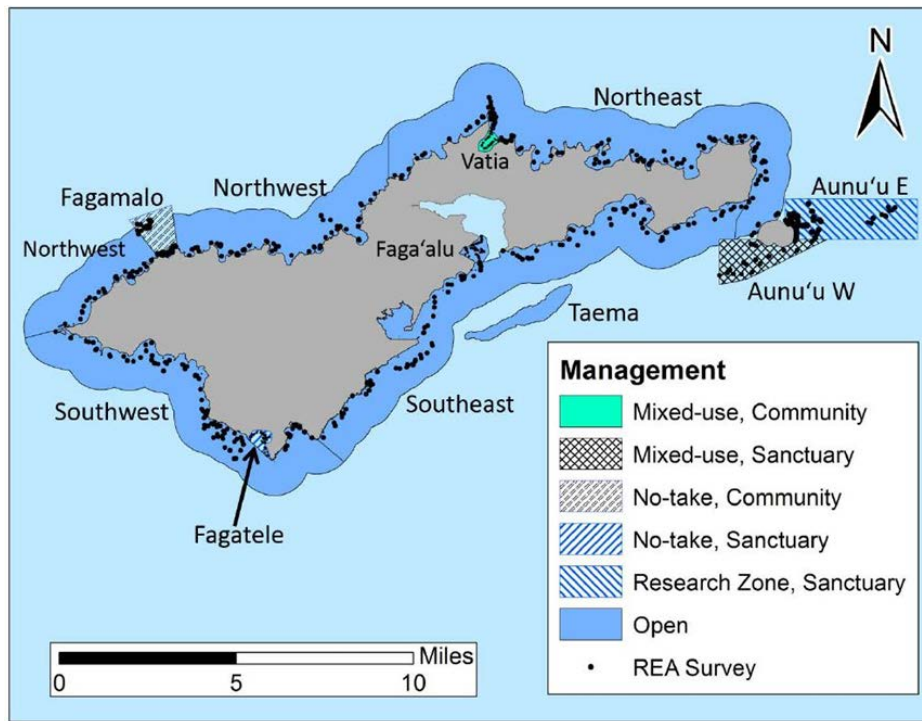 N
Northeast
Vatia
Aunu‘u E
Northwest
Fagamalo
Northwest
Faga‘alu
Aunu‘u W
Taema
Southwest
Southeast
Fagatele
Management
Mixed-use, Community
Mixed-use, Sanctuary
No-take, Community
No-take, Sanctuary
Research Zone, Sanctuary
Open
REA Survey
Miles
0 5 10